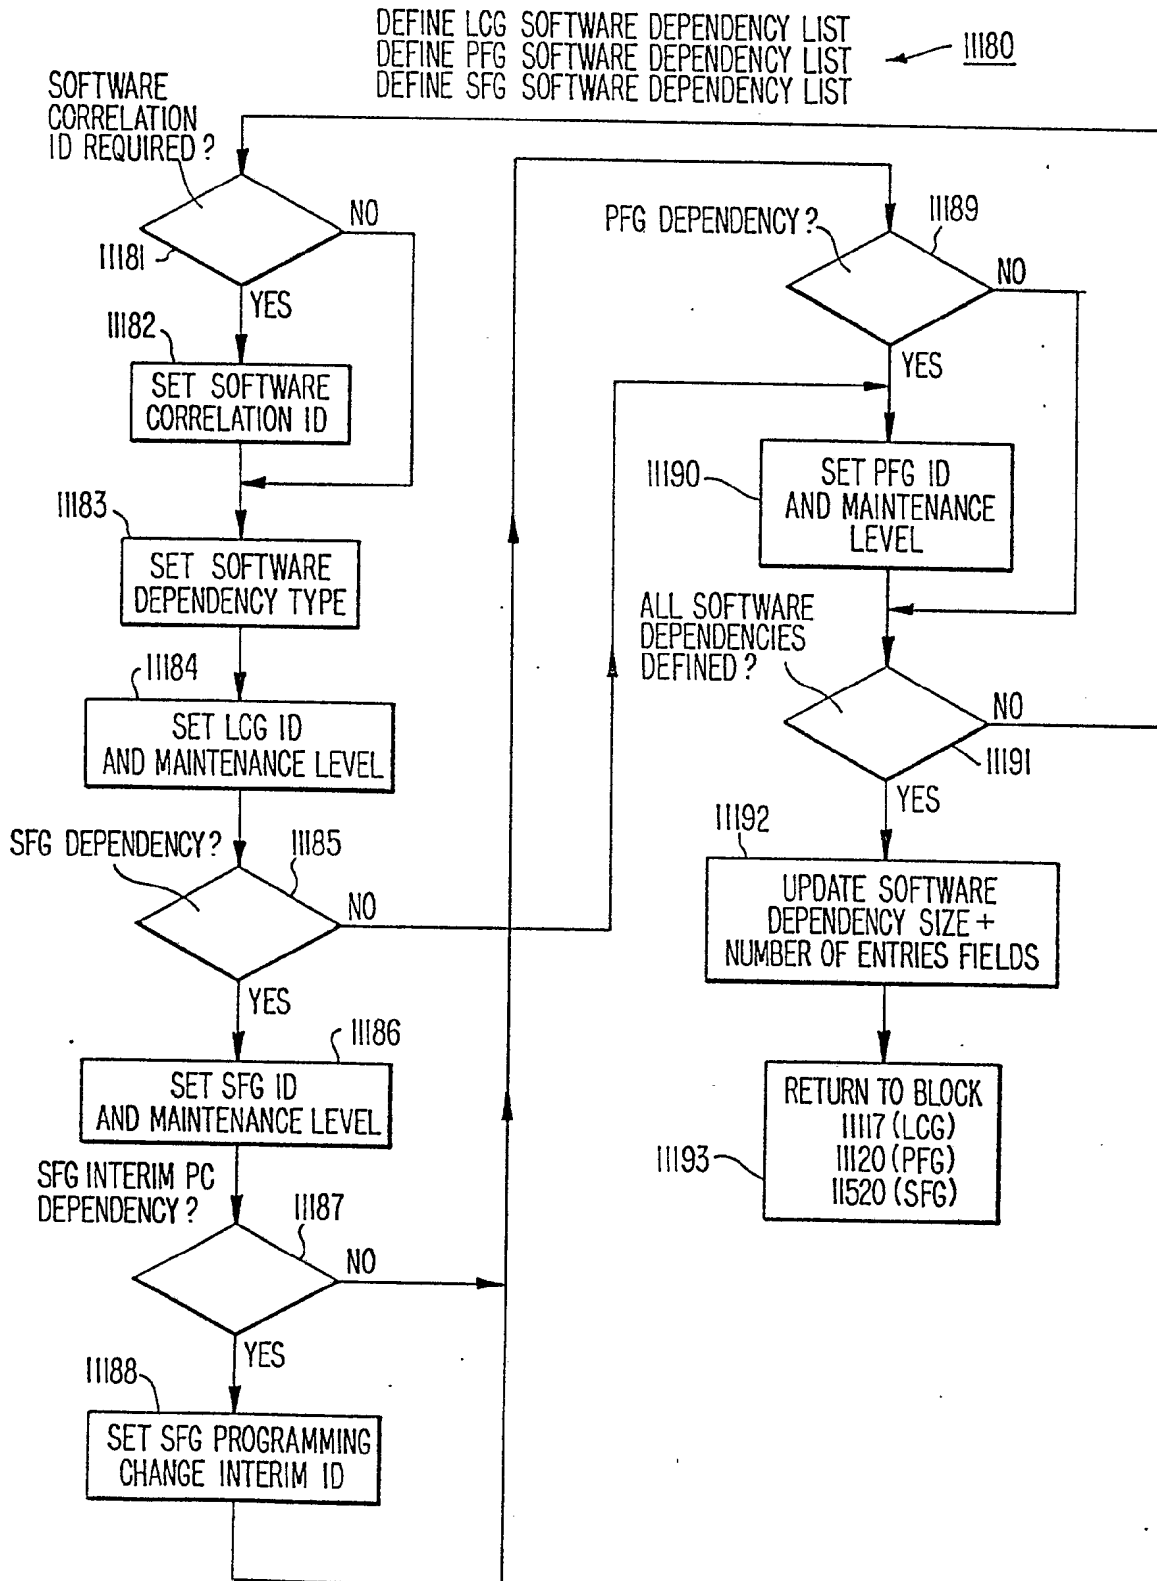 DEFINE LCG SOFTWARE DEPENDENCY LIST
DEFINE PFG SOFTWARE DEPENDENCY LIST
DEFINE SFG SOFTWARE DEPENDENCY LIST
11180
SOFTWARE
CORRELATION
ID REQUIRED?
11181
NO
YES
11182
SET SOFTWARE
CORRELATION ID
11183
SET SOFTWARE
DEPENDENCY TYPE
11184
SET LCG ID
AND MAINTENANCE LEVEL
SFG DEPENDENCY?
11185
NO
YES
11186
SET SFG ID
AND MAINTENANCE LEVEL
SFG INTERIM PC
DEPENDENCY?
11187
NO
YES
11188
SET SFG PROGRAMMING
CHANGE INTERIM ID
PFG DEPENDENCY?
11189
NO
YES
11190
SET PFG ID
AND MAINTENANCE
LEVEL
ALL SOFTWARE
DEPENDENCIES
DEFINED?
NO
11191
YES
11192
UPDATE SOFTWARE
DEPENDENCY SIZE +
NUMBER OF ENTRIES FIELDS
11193
RETURN TO BLOCK
11117 (LCG)
11120 (PFG)
11520 (SFG)